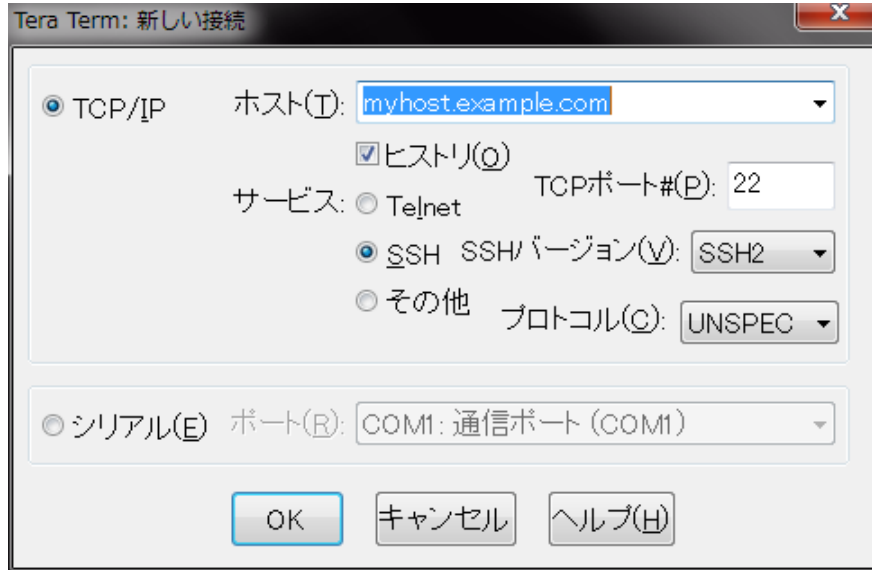 Tera Term: 新しい接続
TCP/IP ホスト(T): myhost.example.com
ヒストリ(O)
サービス: Telnet TCPポート#(P): 22
SSH SSHバージョン(V): SSH2
その他 プロトコル(C): UNSPEC
シリアル(E) ポート(R): COM1: 通信ポート (COM1)
OK キャンセル ヘルプ(H)